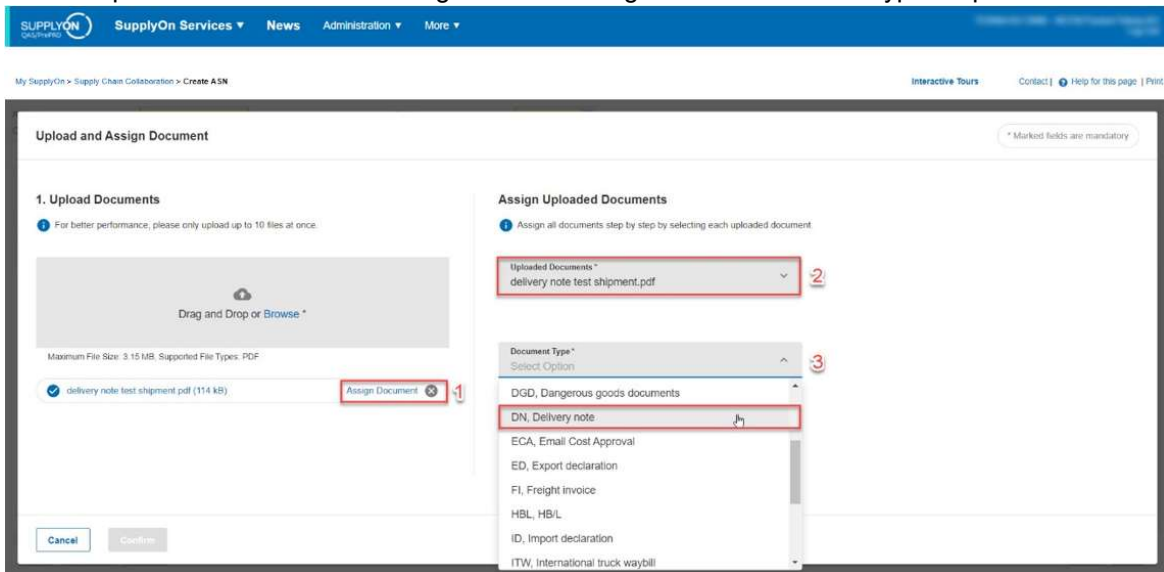 SUPPLYON
SupplyOn Services ▼ News Administration ▼ More ▼
My SupplyOn > Supply Chain Collaboration > Create ASN
Interactive Tours Contact | Help for this page | Print
Upload and Assign Document
* Marked fields are mandatory
1. Upload Documents
For better performance, please only upload up to 10 files at once.
Drag and Drop or Browse *
Maximum File Size: 3.15 MB, Supported File Types: PDF
delivery note test shipment.pdf (114 kB) Assign Document 1
Assign Uploaded Documents
Assign all documents step by step by selecting each uploaded document
Uploaded Documents *
delivery note test shipment.pdf 2
Document Type *
Select Option 3
DGD, Dangerous goods documents
DN, Delivery note
ECA, Email Cost Approval
ED, Export declaration
FI, Freight invoice
HBL, HB/L
ID, Import declaration
ITW, International truck waybill
Cancel Confirm